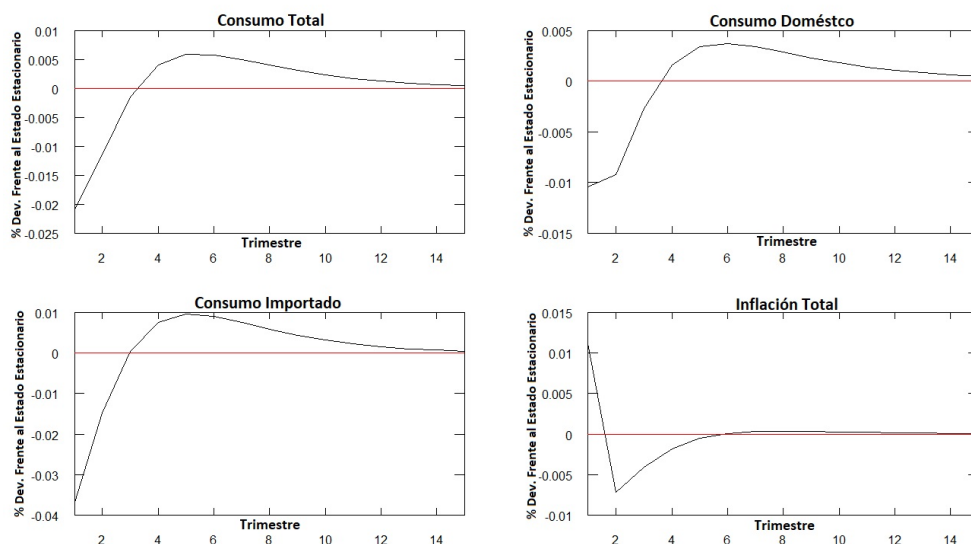 Consumo Total
% Dev. Frente al Estado Estacionario
0.01
0.005
0
-0.005
-0.01
-0.015
-0.02
-0.025
2 4 6 8 10 12 14
Trimestre
Consumo Doméstco
% Dev. Frente al Estado Estacionario
0.005
0
-0.005
-0.01
-0.015
2 4 6 8 10 12 14
Trimestre
Consumo Importado
% Dev. Frente al Estado Estacionario
0.01
0
-0.01
-0.02
-0.03
-0.04
2 4 6 8 10 12 14
Trimestre
Inflación Total
% Dev. Frente al Estado Estacionario
0.015
0.01
0.005
0
-0.005
-0.01
2 4 6 8 10 12 14
Trimestre